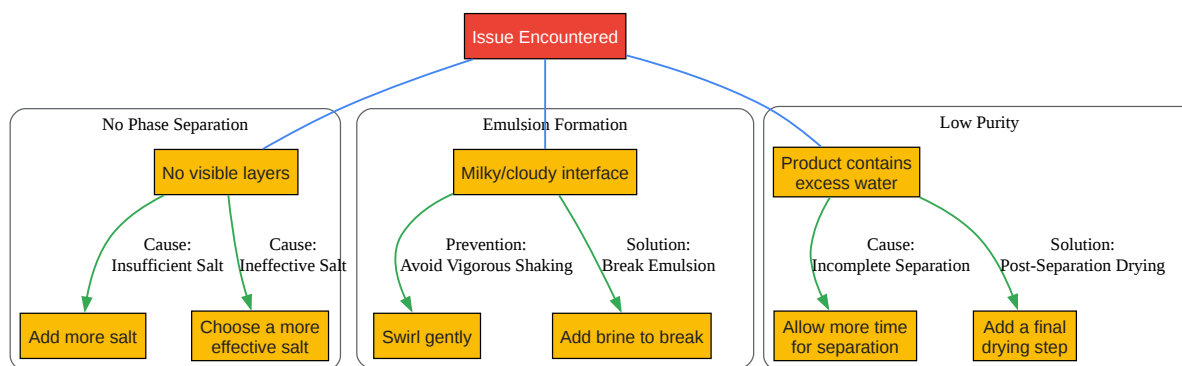 Issue Encountered
No Phase Separation
Emulsion Formation
Low Purity
No visible layers
Milky/cloudy interface
Product contains
excess water
Cause:
Insufficient Salt
Cause:
Ineffective Salt
Prevention:
Avoid Vigorous Shaking
Solution:
Break Emulsion
Cause:
Incomplete Separation
Solution:
Post-Separation Drying
Add more salt
Choose a more
effective salt
Swirl gently
Add brine to break
Allow more time
for separation
Add a final
drying step